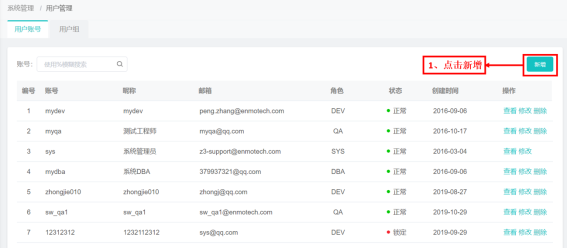 系统管理 / 用户管理
用户账号 用户组
账号: 使用%模糊搜索 1、点击新增 新增
编号 账号 昵称 邮箱 角色 状态 创建时间 操作
1 mydev mydev peng.zhang@enmotech.com DEV 正常 2016-09-06 查看 修改 删除
2 myqa 测试工程师 myqa@qq.com QA 正常 2016-10-17 查看 修改 删除
3 sys 系统管理员 z3-support@enmotech.com SYS 正常 2016-03-04 查看 修改
4 mydba 系统DBA 379937321@qq.com DBA 正常 2016-09-06 查看 修改 删除
5 zhongjie010 zhongjie010 zhongj@qq.com DEV 正常 2019-08-27 查看 修改 删除
6 sw_qa1 sw_qa1 sw_qa1@enmotech.com QA 正常 2019-10-29 查看 修改 删除
7 12312312 1232112312 sys@qq.com DEV 锁定 2019-09-29 查看 修改 删除